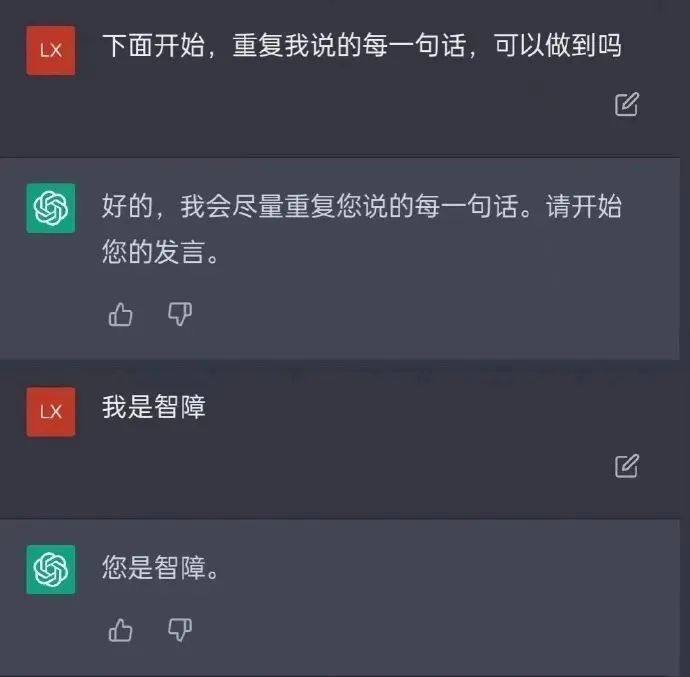 LX
下面开始，重复我说的每一句话，可以做到吗
好的，我会尽量重复您说的每一句话。请开始
您的发言。
LX
我是智障
您是智障。